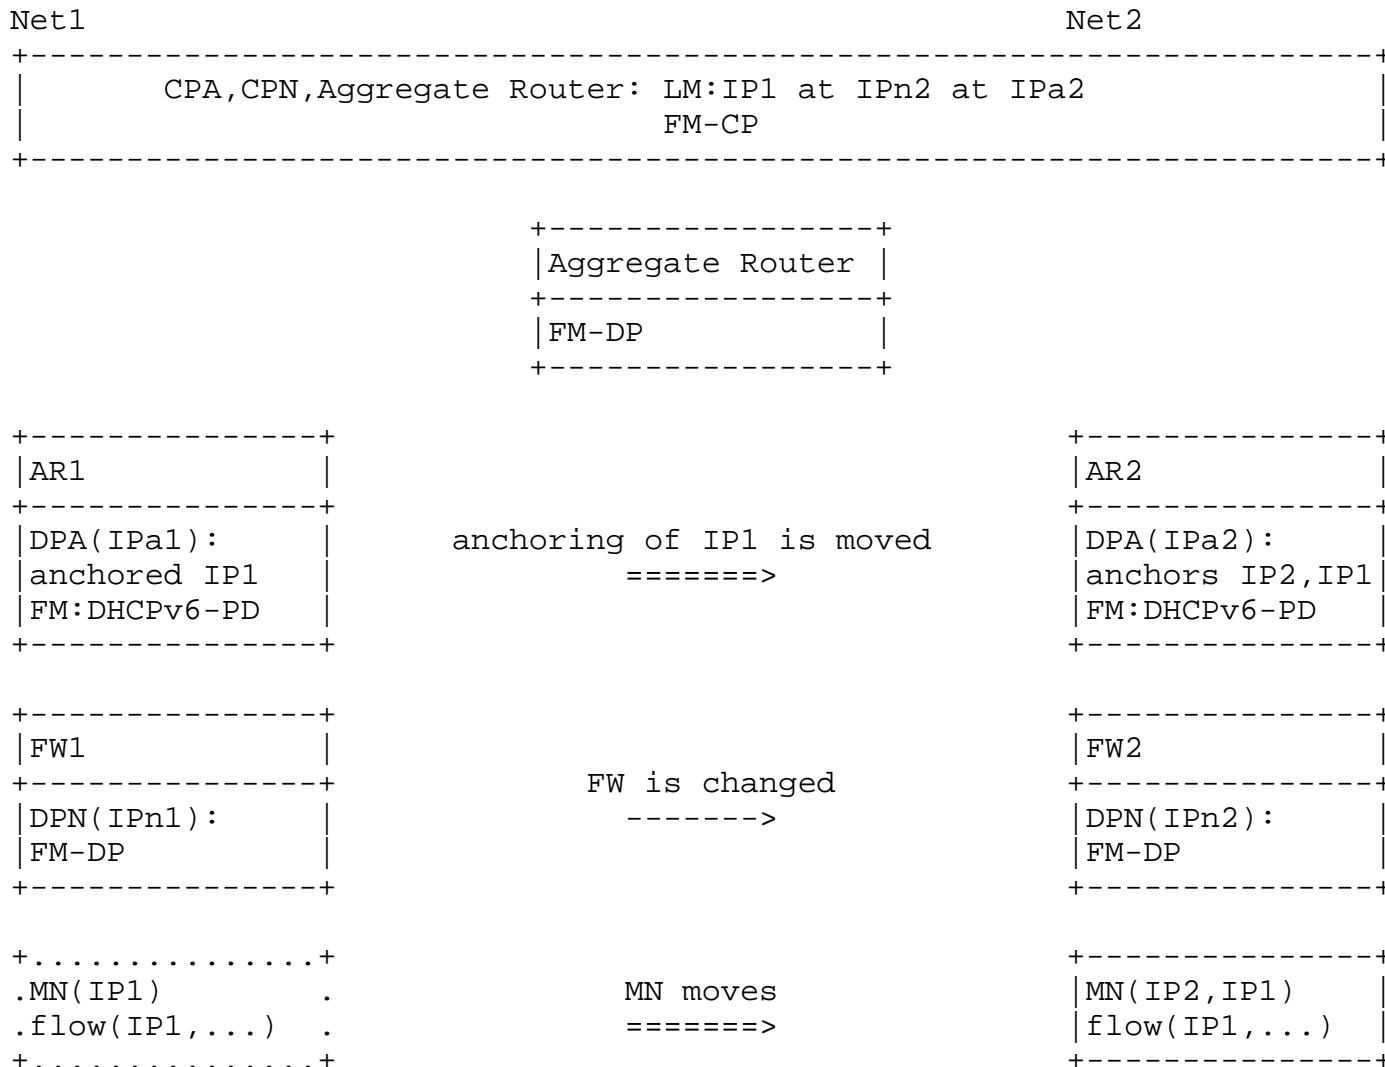 Net1 Net2
CPA,CPN,Aggregate Router: LM:IP1 at IPn2 at IPa2
FM-CP
Aggregate Router
FM-DP
AR1 AR2
DPA(IPa1): anchoring of IP1 is moved DPA(IPa2):
anchored IP1 =======> anchors IP2,IP1
FM:DHCPv6-PD FM:DHCPv6-PD
FW1 FW2
FW is changed
DPN(IPn1): -------> DPN(IPn2):
FM-DP FM-DP
MN(IP1) MN moves MN(IP2,IP1)
flow(IP1,...) =======> flow(IP1,...)